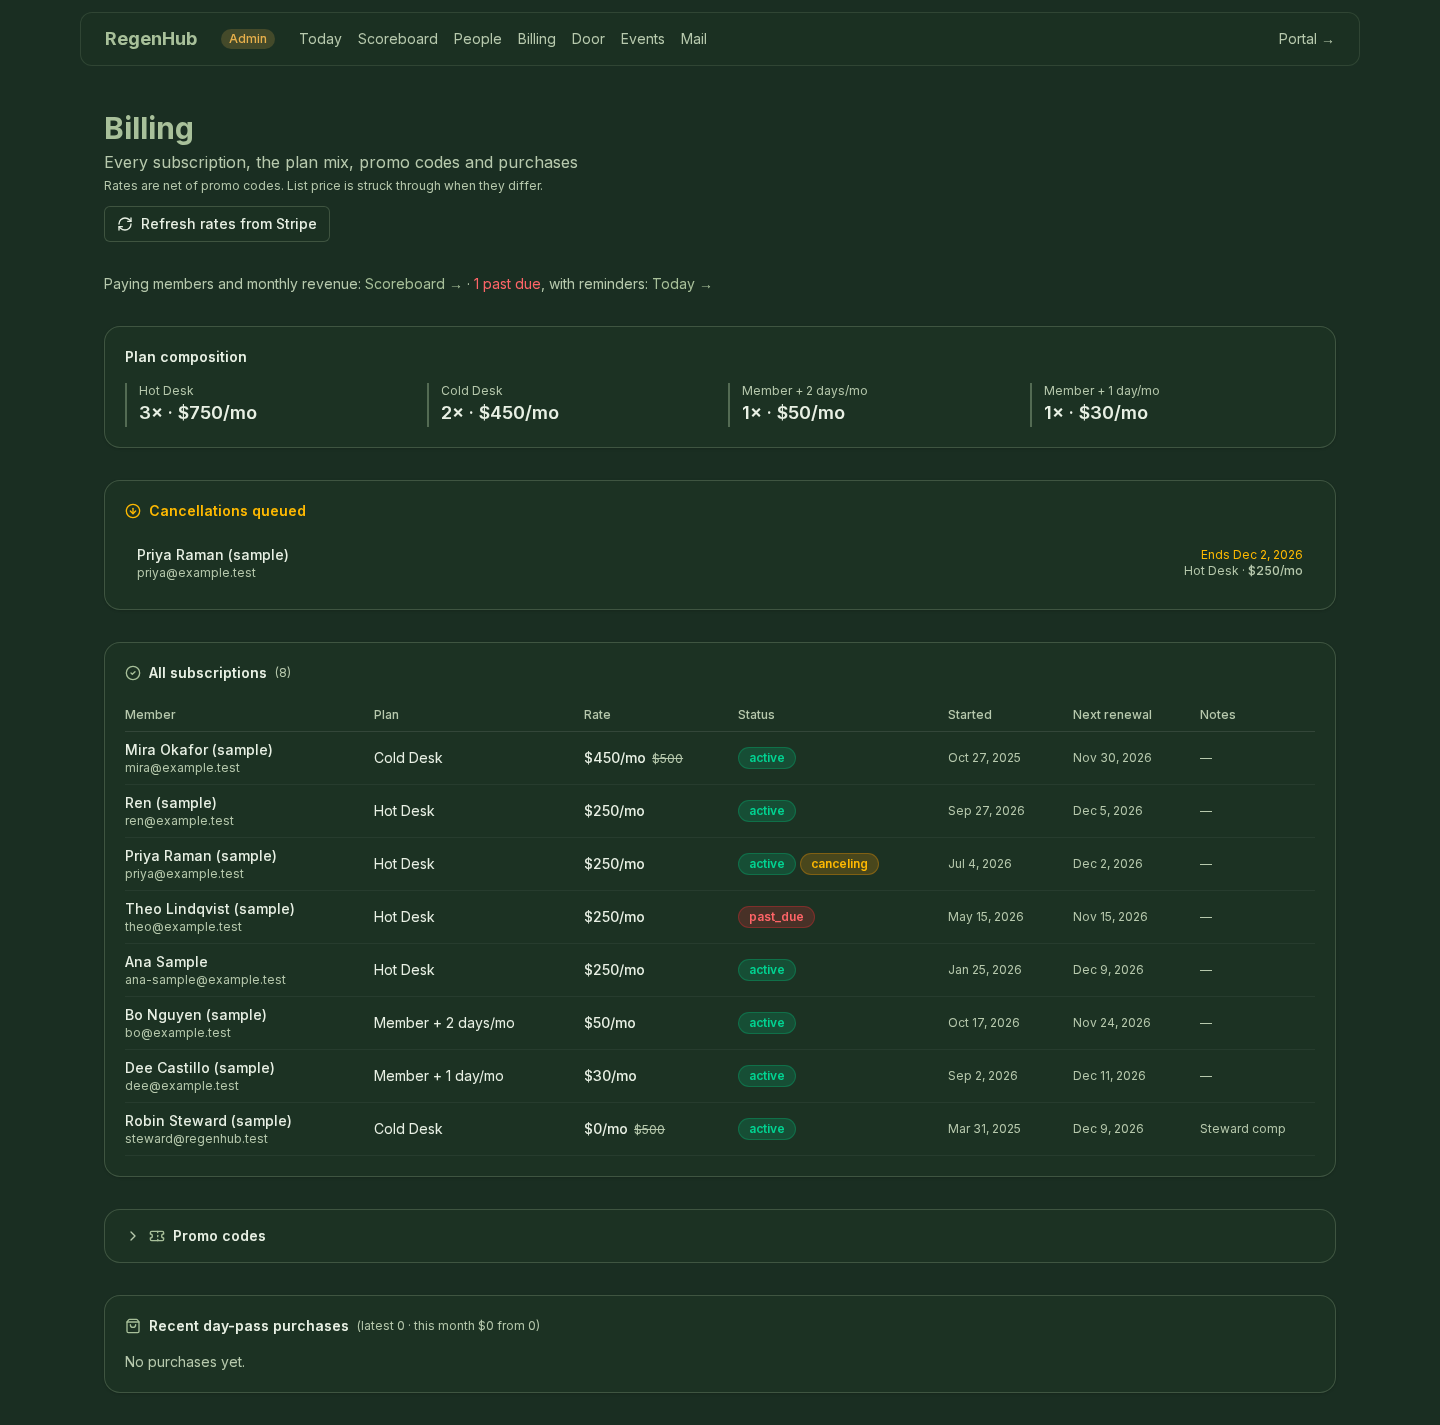 RegenHub Admin Today Scoreboard People Billing Door Events Mail Portal →
Billing
Every subscription, the plan mix, promo codes and purchases
Rates are net of promo codes. List price is struck through when they differ.
Refresh rates from Stripe
Paying members and monthly revenue: Scoreboard → · 1 past due, with reminders: Today →
Plan composition
Hot Desk Cold Desk Member + 2 days/mo Member + 1 day/mo
3× · $750/mo 2× · $450/mo 1× · $50/mo 1× · $30/mo
Cancellations queued
Priya Raman (sample) Ends Dec 2, 2026
priya@example.test Hot Desk · $250/mo
All subscriptions (8)
Member Plan Rate Status Started Next renewal Notes
Mira Okafor (sample)
mira@example.test
Cold Desk $450/mo $500 active Oct 27, 2025 Nov 30, 2026 —
Ren (sample)
ren@example.test
Hot Desk $250/mo active Sep 27, 2026 Dec 5, 2026 —
Priya Raman (sample)
priya@example.test
Hot Desk $250/mo active canceling Jul 4, 2026 Dec 2, 2026 —
Theo Lindqvist (sample)
theo@example.test
Hot Desk $250/mo past_due May 15, 2026 Nov 15, 2026 —
Ana Sample
ana-sample@example.test
Hot Desk $250/mo active Jan 25, 2026 Dec 9, 2026 —
Bo Nguyen (sample)
bo@example.test
Member + 2 days/mo $50/mo active Oct 17, 2026 Nov 24, 2026 —
Dee Castillo (sample)
dee@example.test
Member + 1 day/mo $30/mo active Sep 2, 2026 Dec 11, 2026 —
Robin Steward (sample)
steward@regenhub.test
Cold Desk $0/mo $500 active Mar 31, 2025 Dec 9, 2026 Steward comp
Promo codes
Recent day-pass purchases (latest 0 · this month $0 from 0)
No purchases yet.